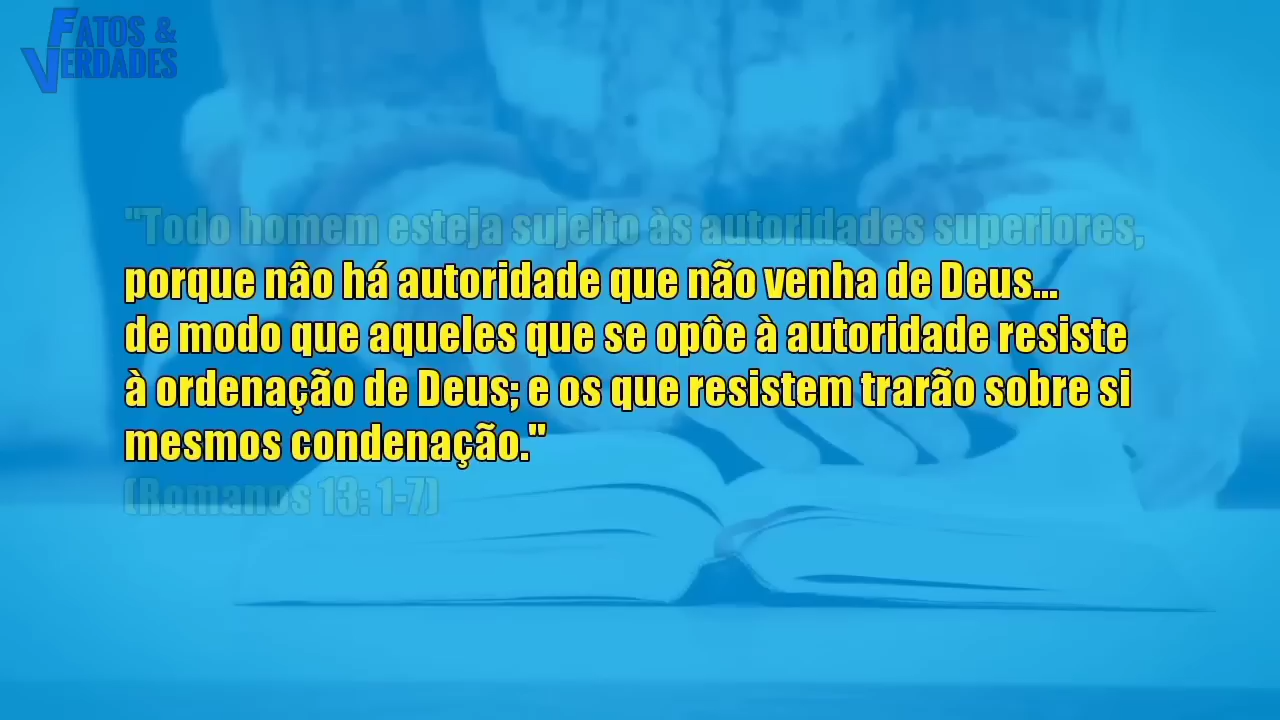 FATOS &
VERDADES
"Todo homem esteja sujeito às autoridades superiores,
porque nâo há autoridade que não venha de Deus...
de modo que aqueles que se opôe à autoridade resiste
à ordenação de Deus; e os que resistem trarão sobre si
mesmos condenação."
(Romanos 13: 1-7)